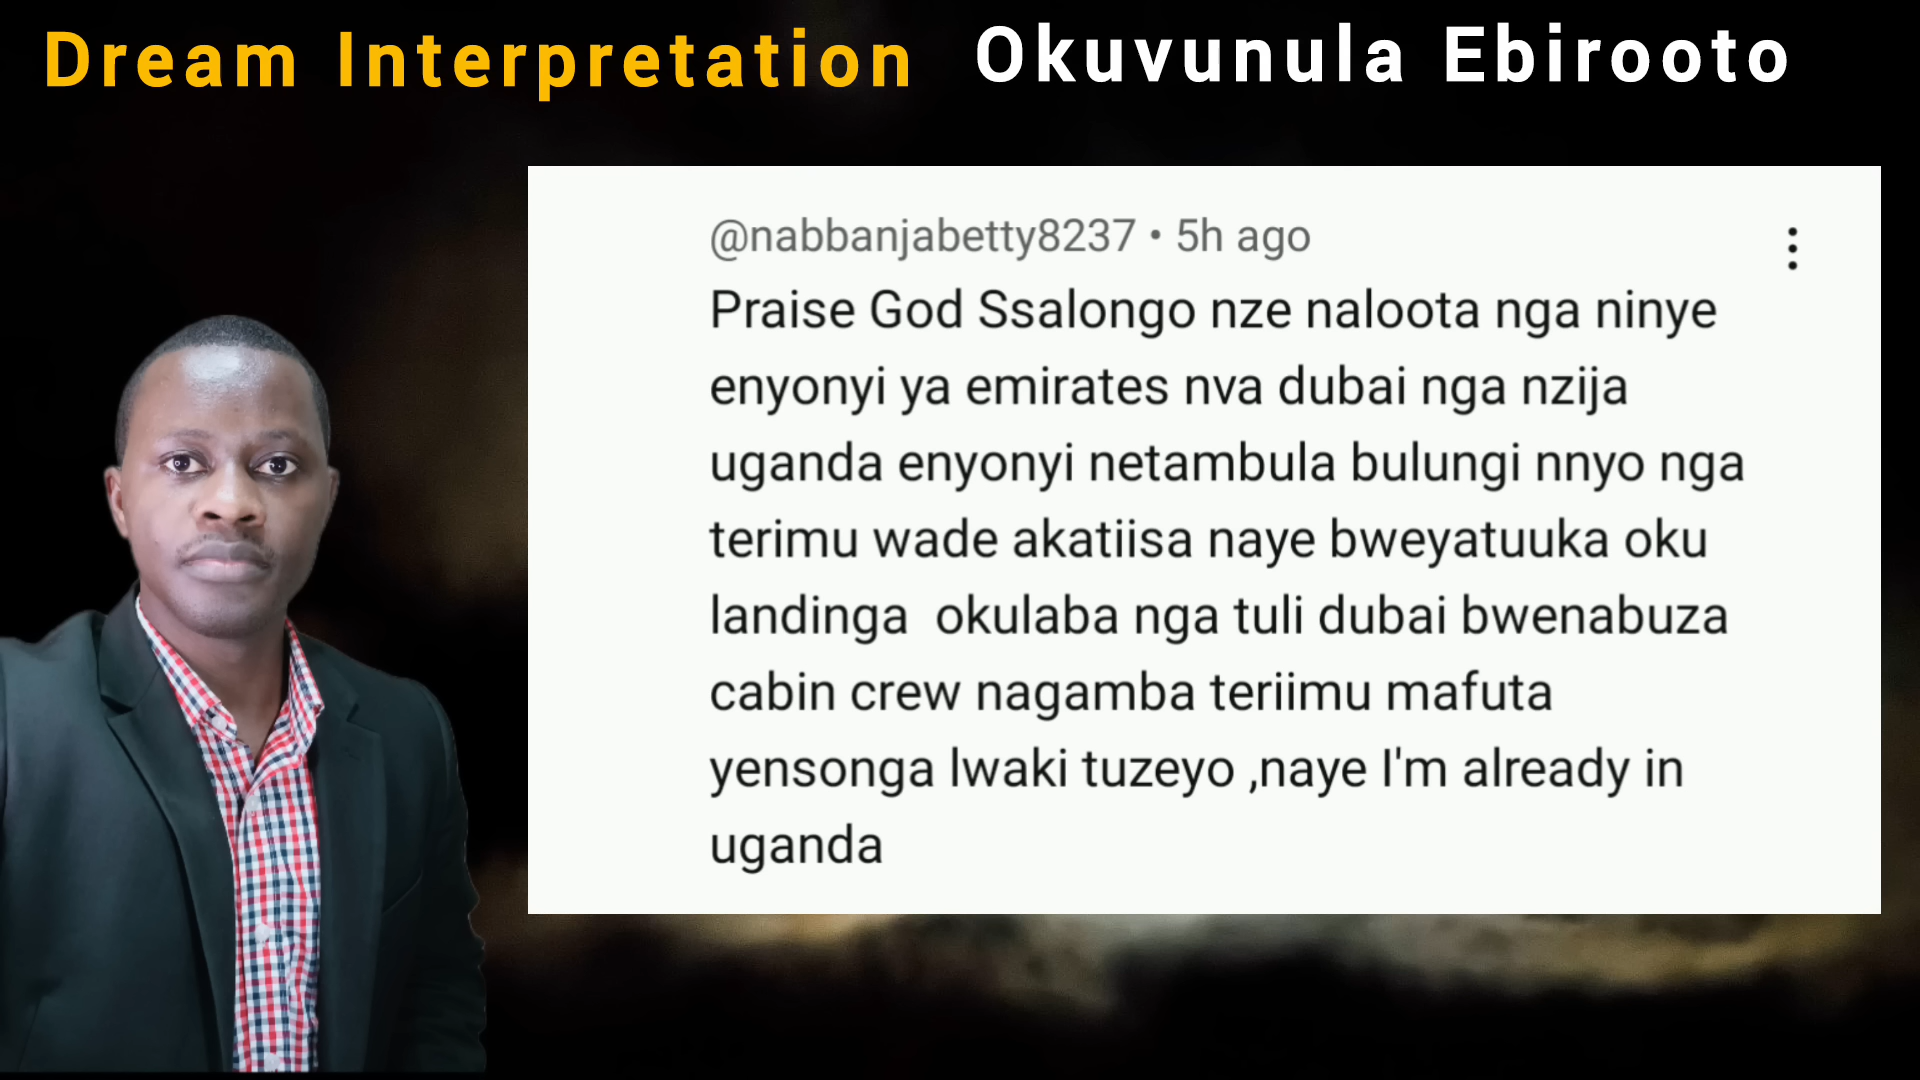 Dream Interpretation Okuvunula Ebirooto
@nabbanjabetty8237 • 5h ago
Praise God Ssalongo nze naloota nga ninye
enyonyi ya emirates nva dubai nga nzija
uganda enyonyi netambula bulungi nnyo nga
terimu wade akatiisa naye bweyatuuka oku
landinga okulaba nga tuli dubai bwenabuza
cabin crew nagamba teriimu mafuta
yensonga lwaki tuzeyo ,naye I'm already in
uganda